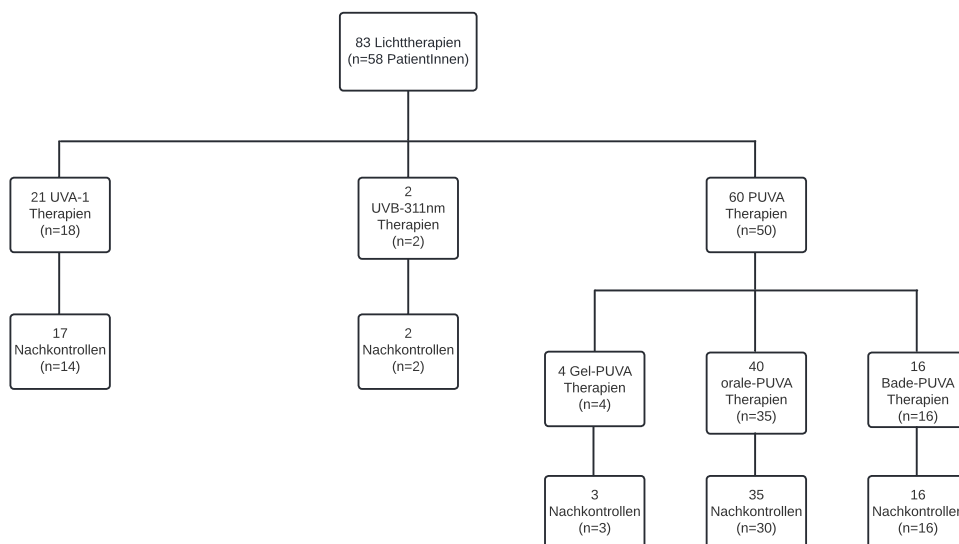 83 Lichttherapien
(n=58 PatientInnen)
21 UVA-1
Therapien
(n=18)
2
UVB-311nm
Therapien
(n=2)
60 PUVA
Therapien
(n=50)
17
Nachkontrollen
(n=14)
2
Nachkontrollen
(n=2)
4 Gel-PUVA
Therapien
(n=4)
40
orale-PUVA
Therapien
(n=35)
16
Bade-PUVA
Therapien
(n=16)
3
Nachkontrollen
(n=3)
35
Nachkontrollen
(n=30)
16
Nachkontrollen
(n=16)